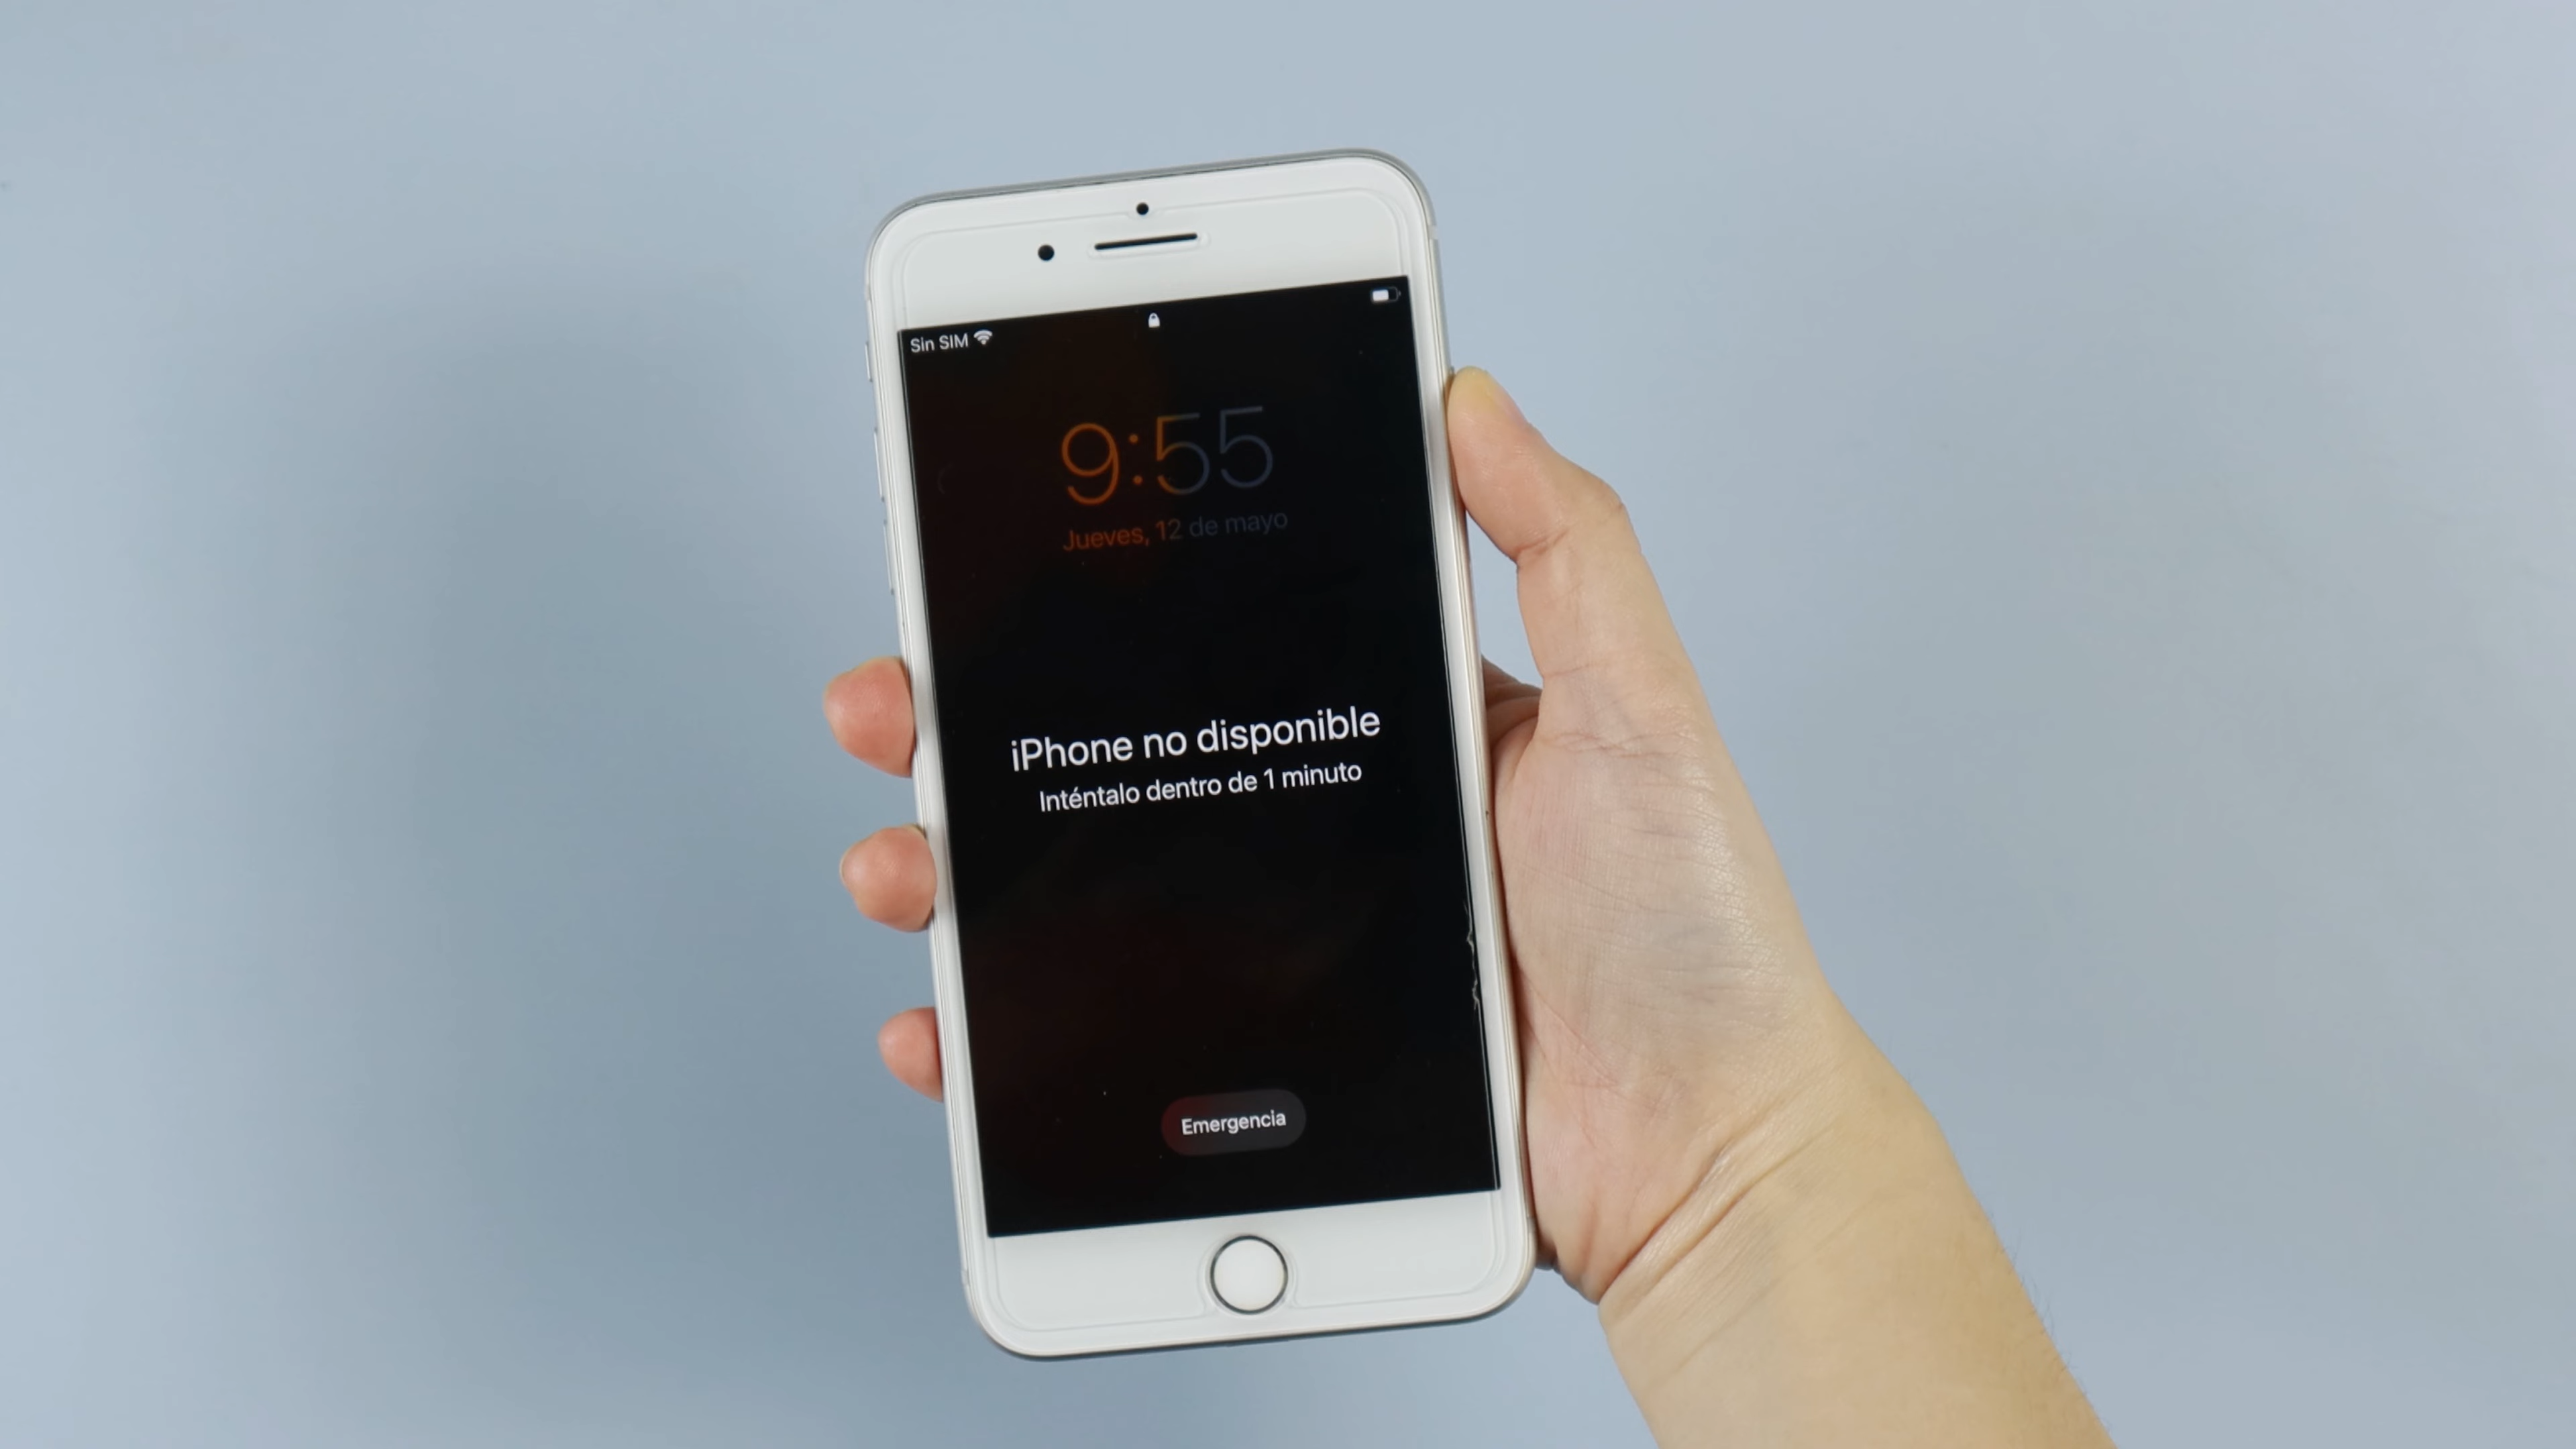 Sin SIM
9:55
Jueves, 12 de mayo
iPhone no disponible
Inténtalo dentro de 1 minuto
Emergencia